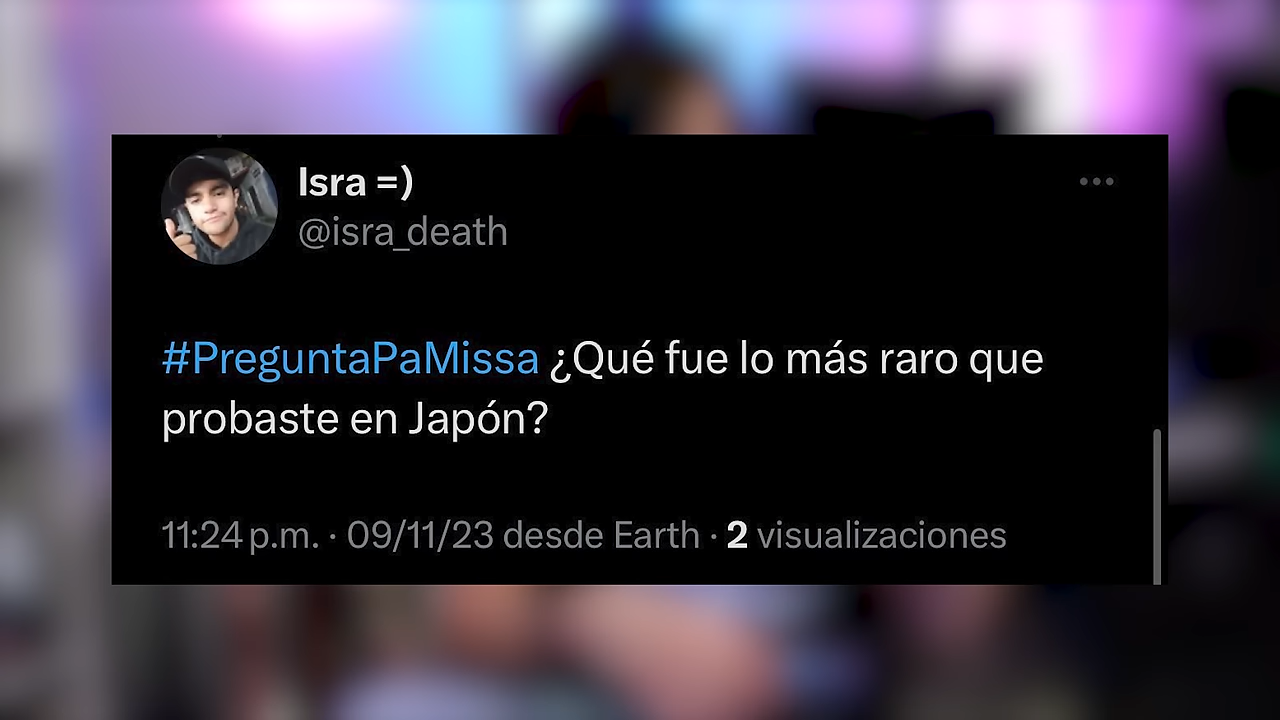 Isra =)
@isra_death
#PreguntaPaMissa ¿Qué fue lo más raro que
probaste en Japón?
11:24 p.m. · 09/11/23 desde Earth · 2 visualizaciones